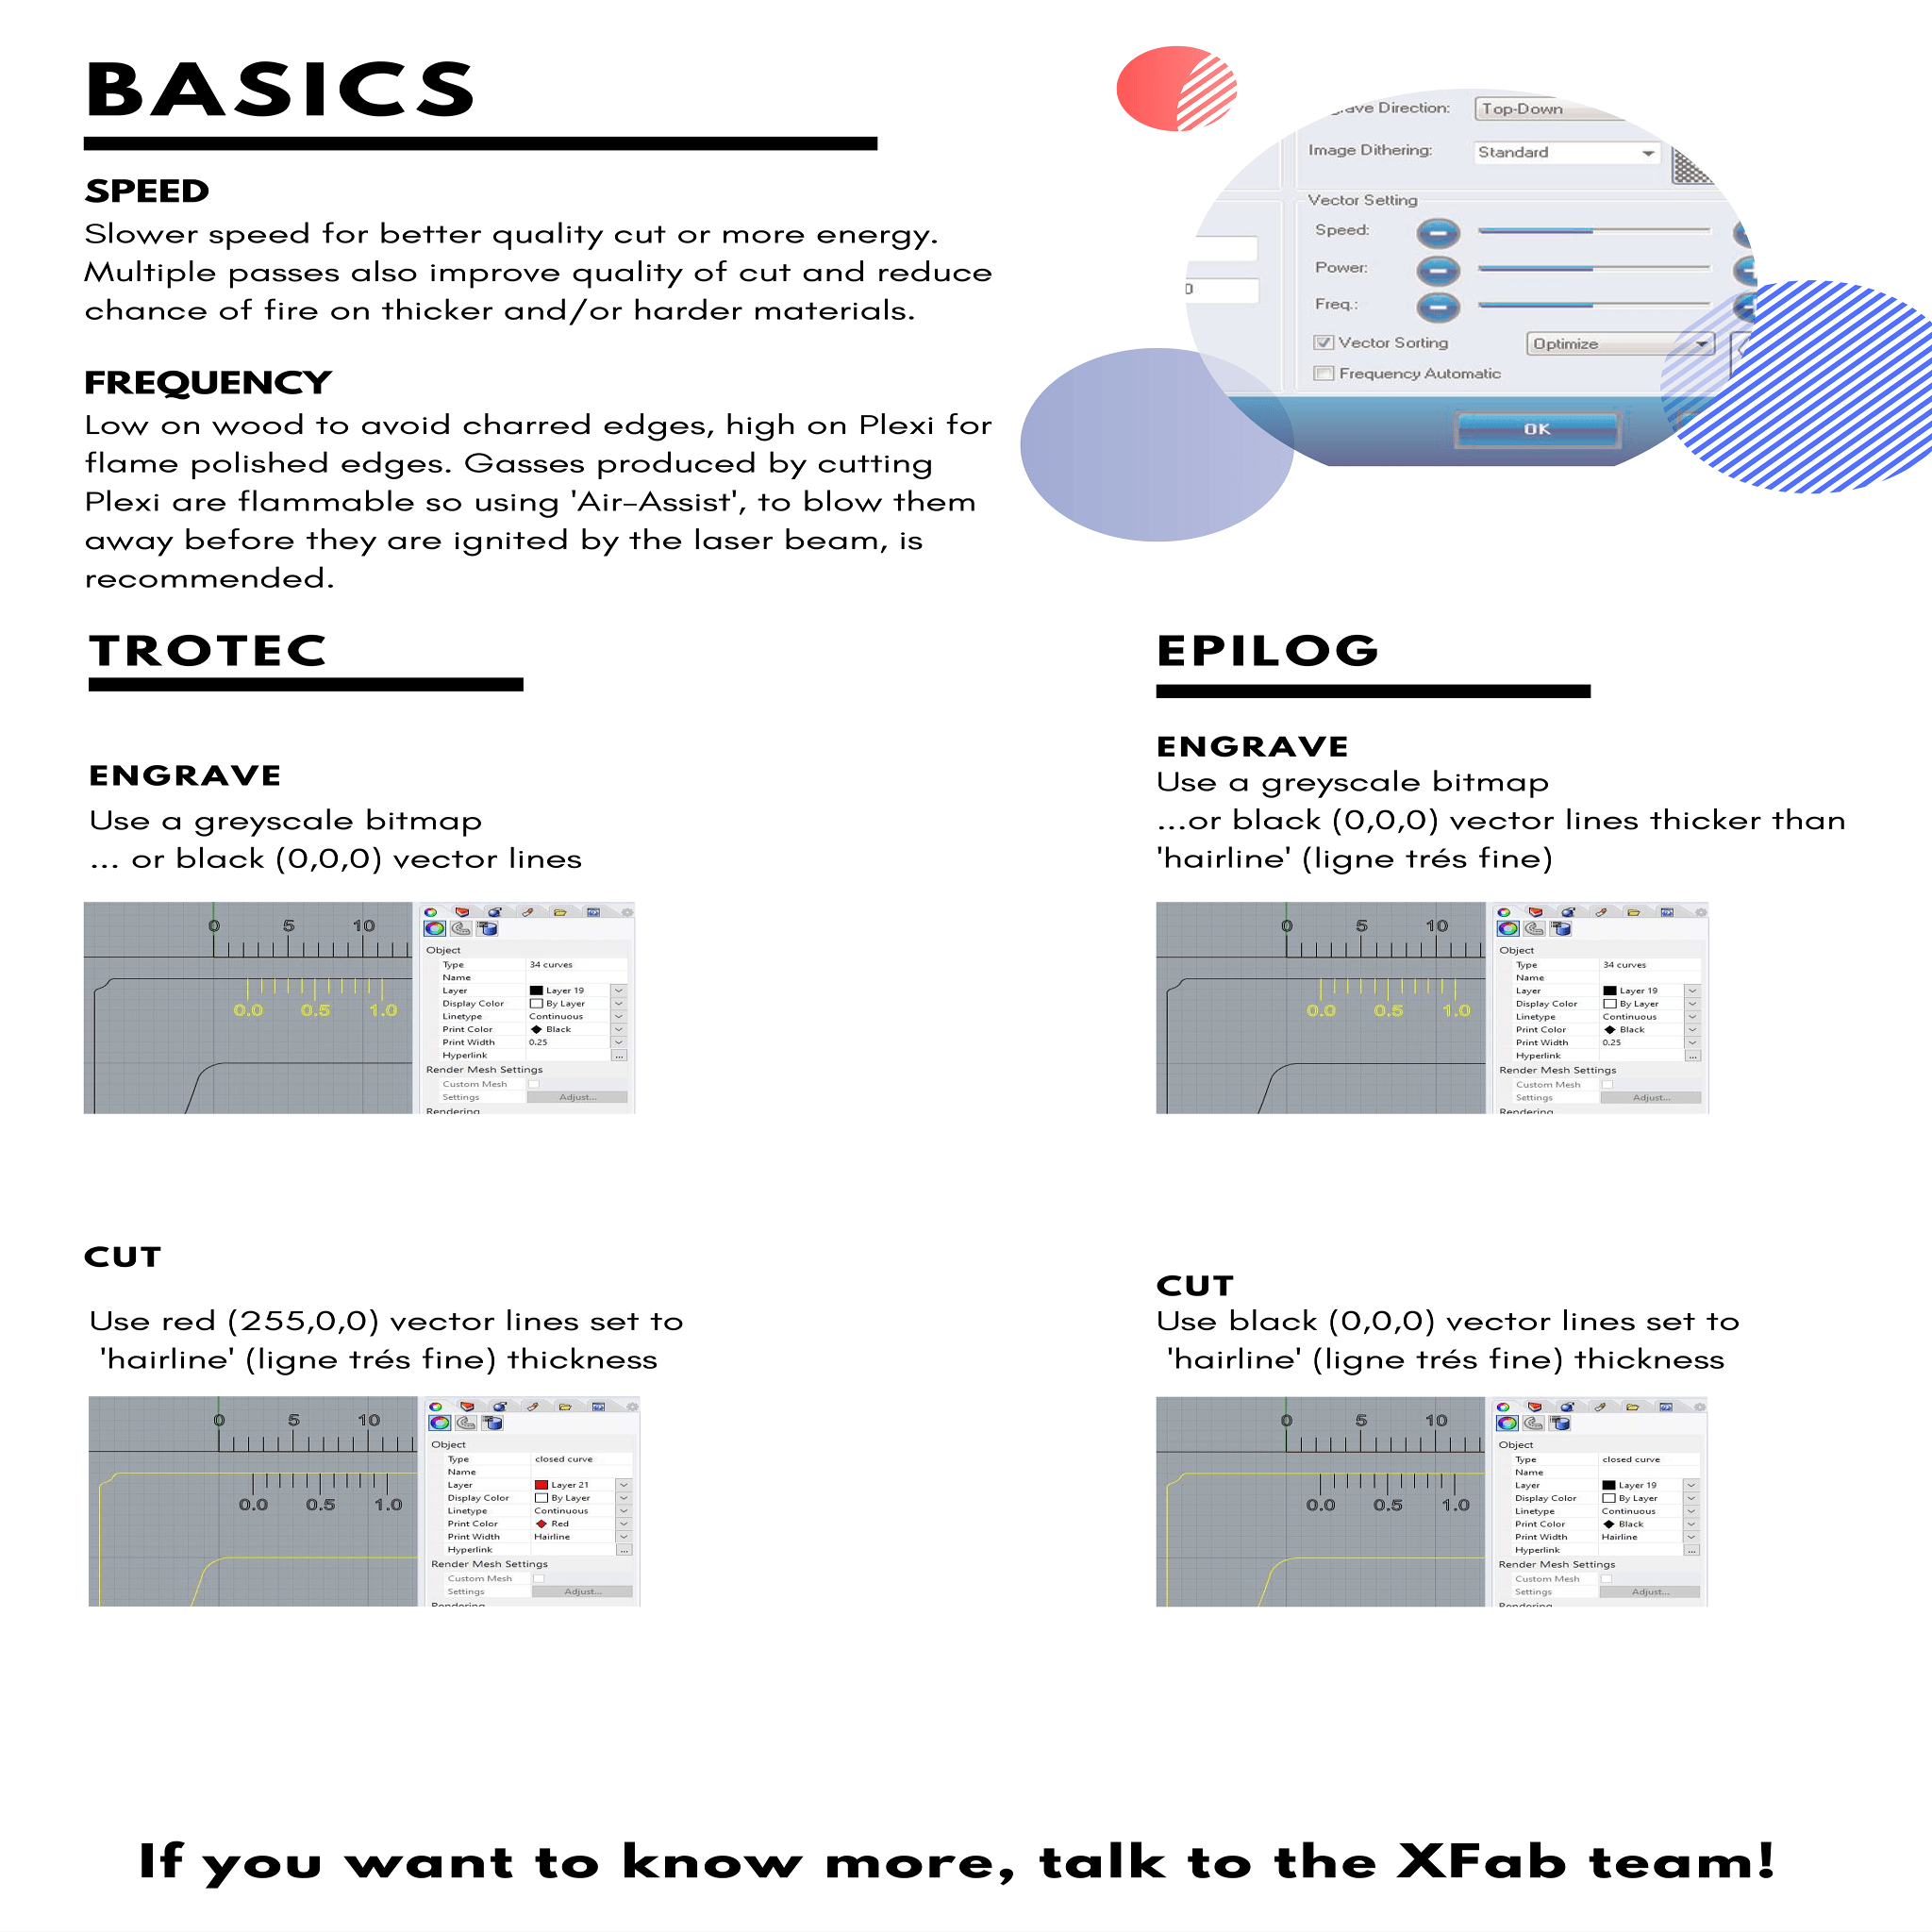 BASICS
SPEED
Slower speed for better quality cut or more energy.
Multiple passes also improve quality of cut and reduce
chance of fire on thicker and/or harder materials.
FREQUENCY
Low on wood to avoid charred edges, high on Plexi for
flame polished edges. Gasses produced by cutting
Plexi are flammable so using 'Air-Assist', to blow them
away before they are ignited by the laser beam, is
recommended.
ave Direction: Top-Down
Image Dithering: Standard
Vector Setting
Speed:
Power:
0
Freq.:
Vector Sorting Optimize
Frequency Automatic
OK
TROTEC
ENGRAVE
Use a greyscale bitmap
... or black (0,0,0) vector lines
0 5 10
0.0 0.5 1.0
Object
Type 34 curves
Name
Layer Layer 19
Display Color By Layer
Linetype Continuous
Print Color Black
Print Width 0.25
Hyperlink ...
Render Mesh Settings
Custom Mesh
Settings Adjust...
Rendering
CUT
Use red (255,0,0) vector lines set to
'hairline' (ligne trés fine) thickness
0 5 10
0.0 0.5 1.0
Object
Type closed curve
Name
Layer Layer 21
Display Color By Layer
Linetype Continuous
Print Color Red
Print Width Hairline
Hyperlink ...
Render Mesh Settings
Custom Mesh
Settings Adjust...
Rendering
EPILOG
ENGRAVE
Use a greyscale bitmap
...or black (0,0,0) vector lines thicker than
'hairline' (ligne trés fine)
0 5 10
0.0 0.5 1.0
Object
Type 34 curves
Name
Layer Layer 19
Display Color By Layer
Linetype Continuous
Print Color Black
Print Width 0.25
Hyperlink ...
Render Mesh Settings
Custom Mesh
Settings Adjust...
Rendering
CUT
Use black (0,0,0) vector lines set to
'hairline' (ligne trés fine) thickness
0 5 10
0.0 0.5 1.0
Object
Type closed curve
Name
Layer Layer 19
Display Color By Layer
Linetype Continuous
Print Color Black
Print Width Hairline
Hyperlink ...
Render Mesh Settings
Custom Mesh
Settings Adjust...
Rendering
If you want to know more, talk to the XFab team!